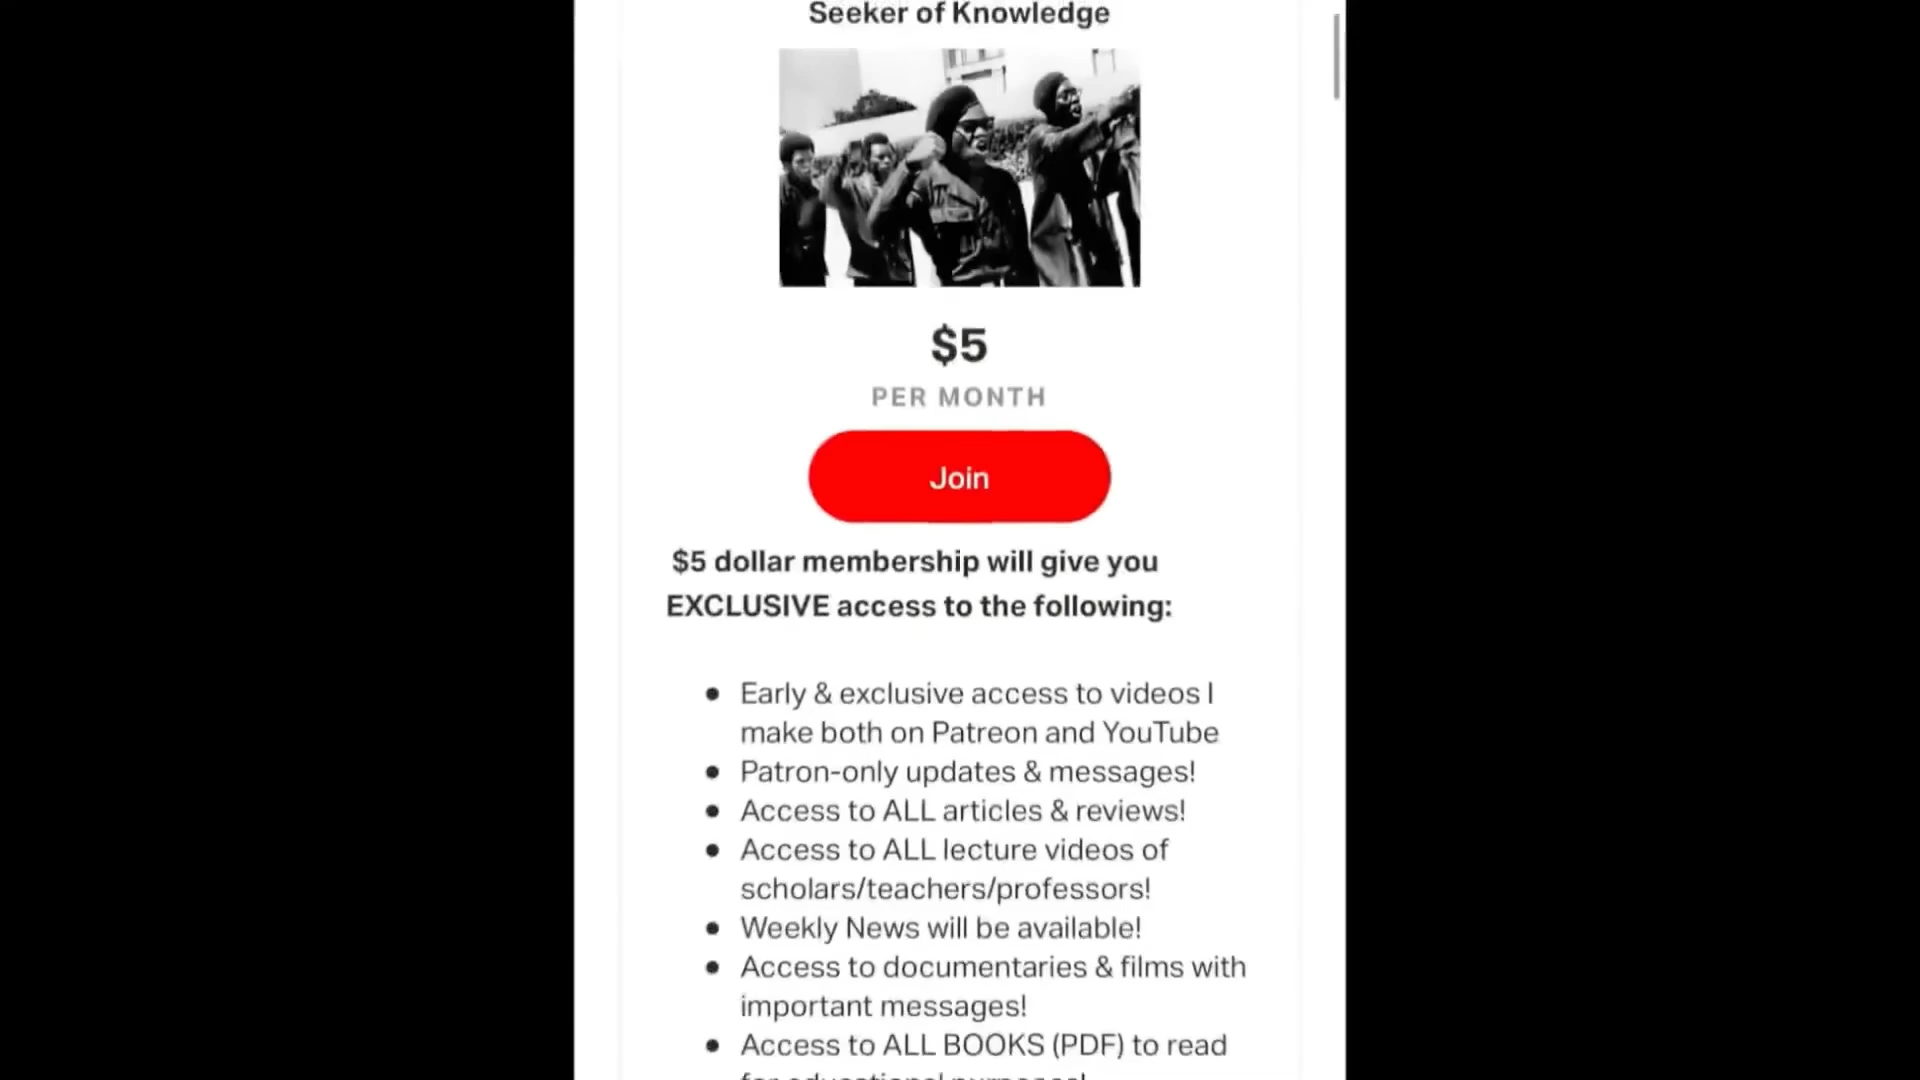 Seeker of Knowledge
$5
PER MONTH
Join
$5 dollar membership will give you
EXCLUSIVE access to the following:
• Early & exclusive access to videos I
make both on Patreon and YouTube
• Patron-only updates & messages!
• Access to ALL articles & reviews!
• Access to ALL lecture videos of
scholars/teachers/professors!
• Weekly News will be available!
• Access to documentaries & films with
important messages!
• Access to ALL BOOKS (PDF) to read
for educational purposes!